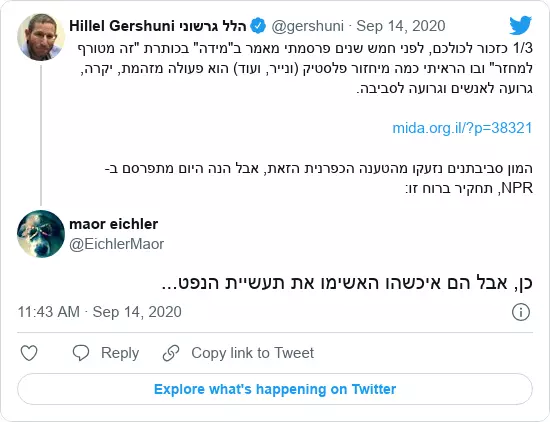 Hillel Gershuni הלל גרשוני @gershuni · Sep 14, 2020
1/3 כזכור לכולכם, לפני חמש שנים פרסמתי מאמר ב"מידה" בכותרת "זה מטורף
למחזר" ובו הראיתי כמה מיחזור פלסטיק (ונייר, ועוד) הוא פעולה מזהמת, יקרה,
גרועה לאנשים וגרועה לסביבה.
mida.org.il/?p=38321
המון סביבתנים נזעקו מהטענה הכפרנית הזאת, אבל הנה היום מתפרסם ב-
NPR, תחקיר ברוח זו:
maor eichler
@EichlerMaor
כן, אבל הם איכשהו האשימו את תעשיית הנפט...
11:43 AM · Sep 14, 2020
Reply
Copy link to Tweet
Explore what's happening on Twitter